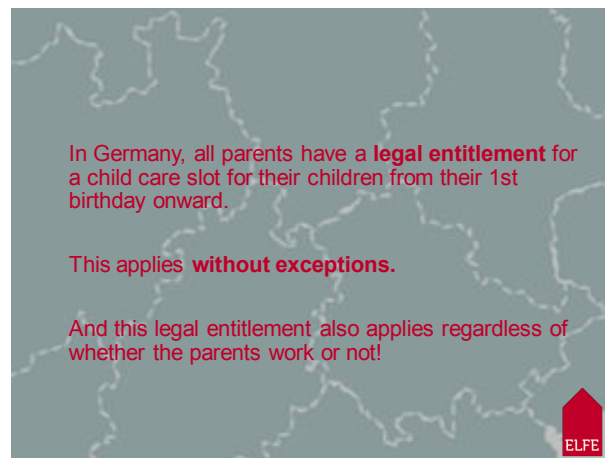 In Germany, all parents have a legal entitlement for
a child care slot for their children from their 1st
birthday onward.
This applies without exceptions.
And this legal entitlement also applies regardless of
whether the parents work or not!
ELFE